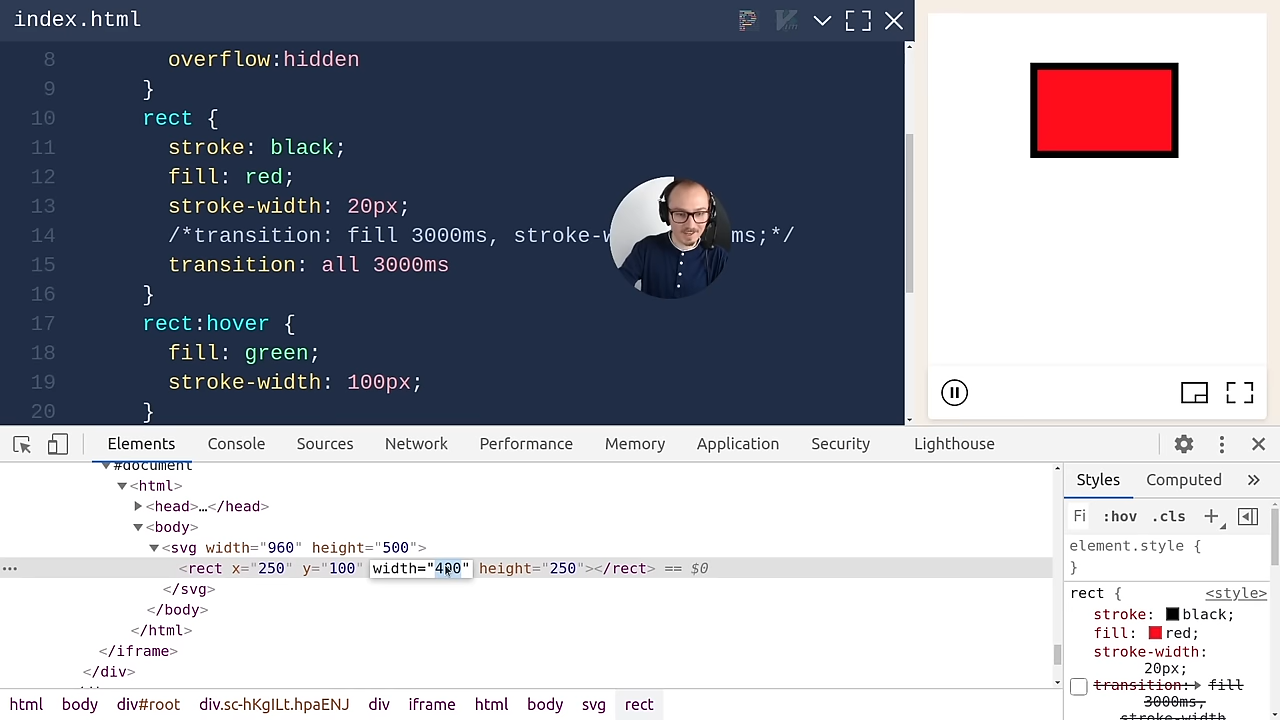 index.html
8 overflow:hidden
9 }
10 rect {
11 stroke: black;
12 fill: red;
13 stroke-width: 20px;
14 /*transition: fill 3000ms, stroke-w ms;*/
15 transition: all 3000ms
16 }
17 rect:hover {
18 fill: green;
19 stroke-width: 100px;
20 }
Elements Console Sources Network Performance Memory Application Security Lighthouse
▼#document
▼<html>
▶<head>…</head>
▼<body>
▼<svg width="960" height="500">
··· <rect x="250" y="100" width="400" height="250"></rect> == $0
</svg>
</body>
</html>
</iframe>
</div>
html body div#root div.sc-hKgILt.hpaENJ div iframe html body svg rect
Styles Computed »
Fi :hov .cls +
element.style {
}
rect { <style>
stroke: black;
fill: red;
stroke-width:
20px;
transition:▶ fill
3000ms,
stroke-width